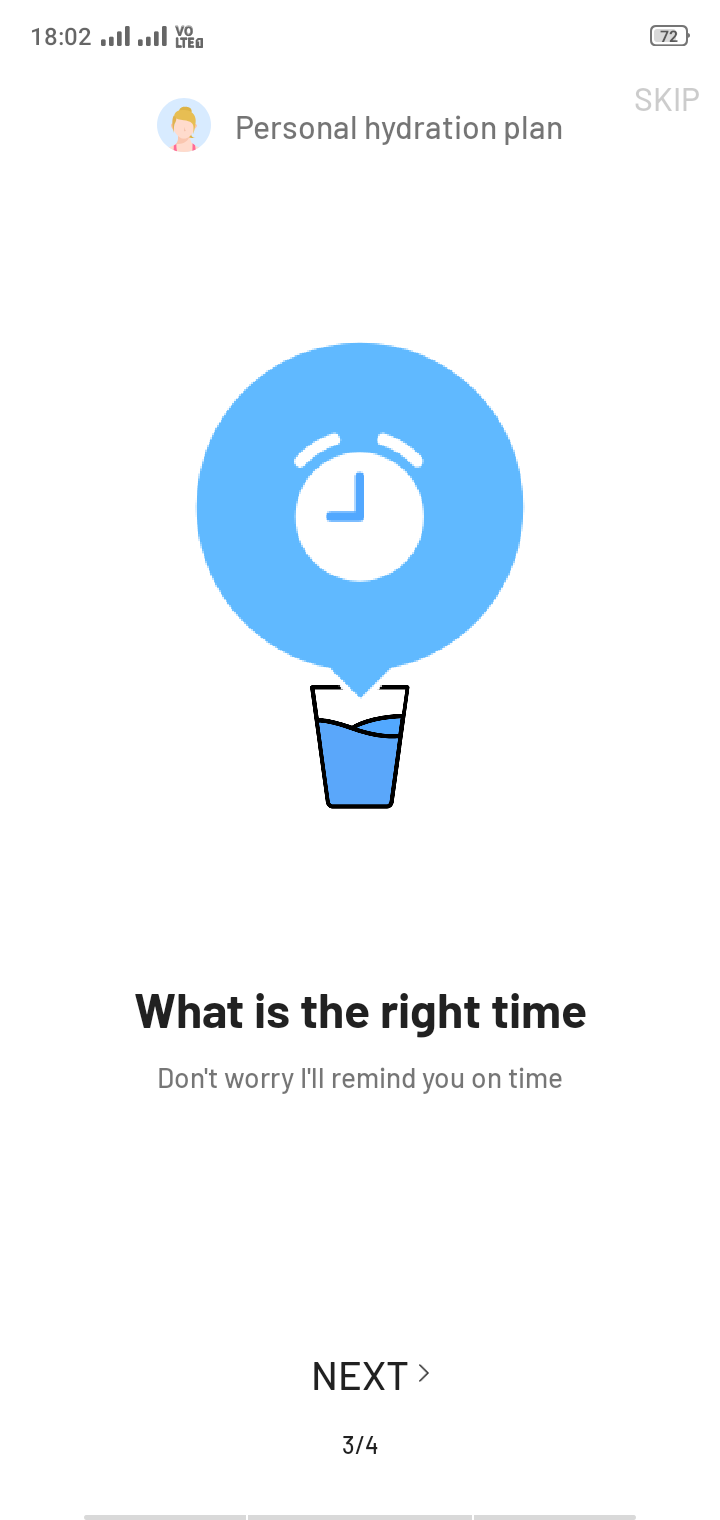 18:02 VO LTE 72
SKIP
Personal hydration plan
What is the right time
Don't worry I'll remind you on time
NEXT >
3/4